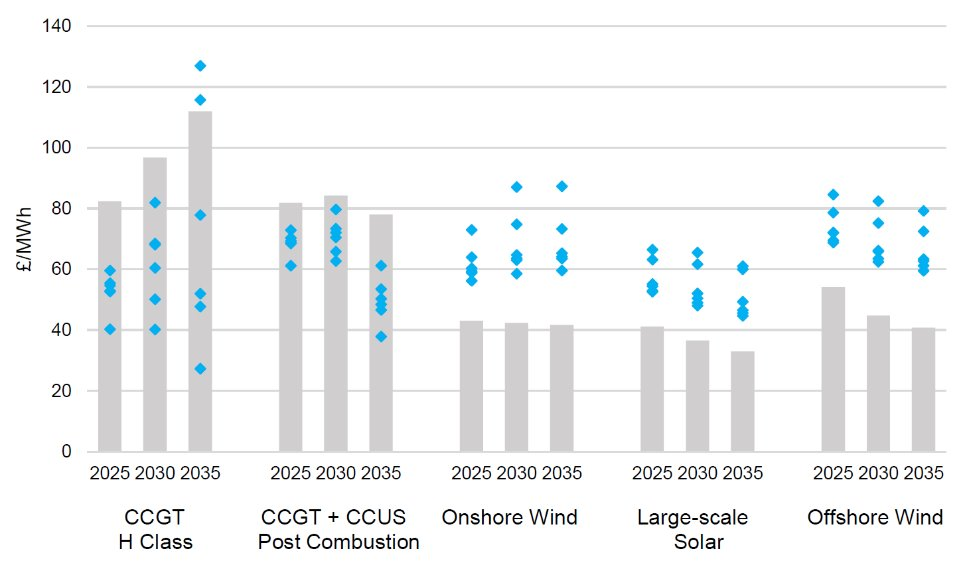 140
120
100
80
60
40
20
0
£/MWh
2025 2030 2035 2025 2030 2035 2025 2030 2035 2025 2030 2035 2025 2030 2035
CCGT
H Class
CCGT + CCUS
Post Combustion
Onshore Wind
Large-scale
Solar
Offshore Wind